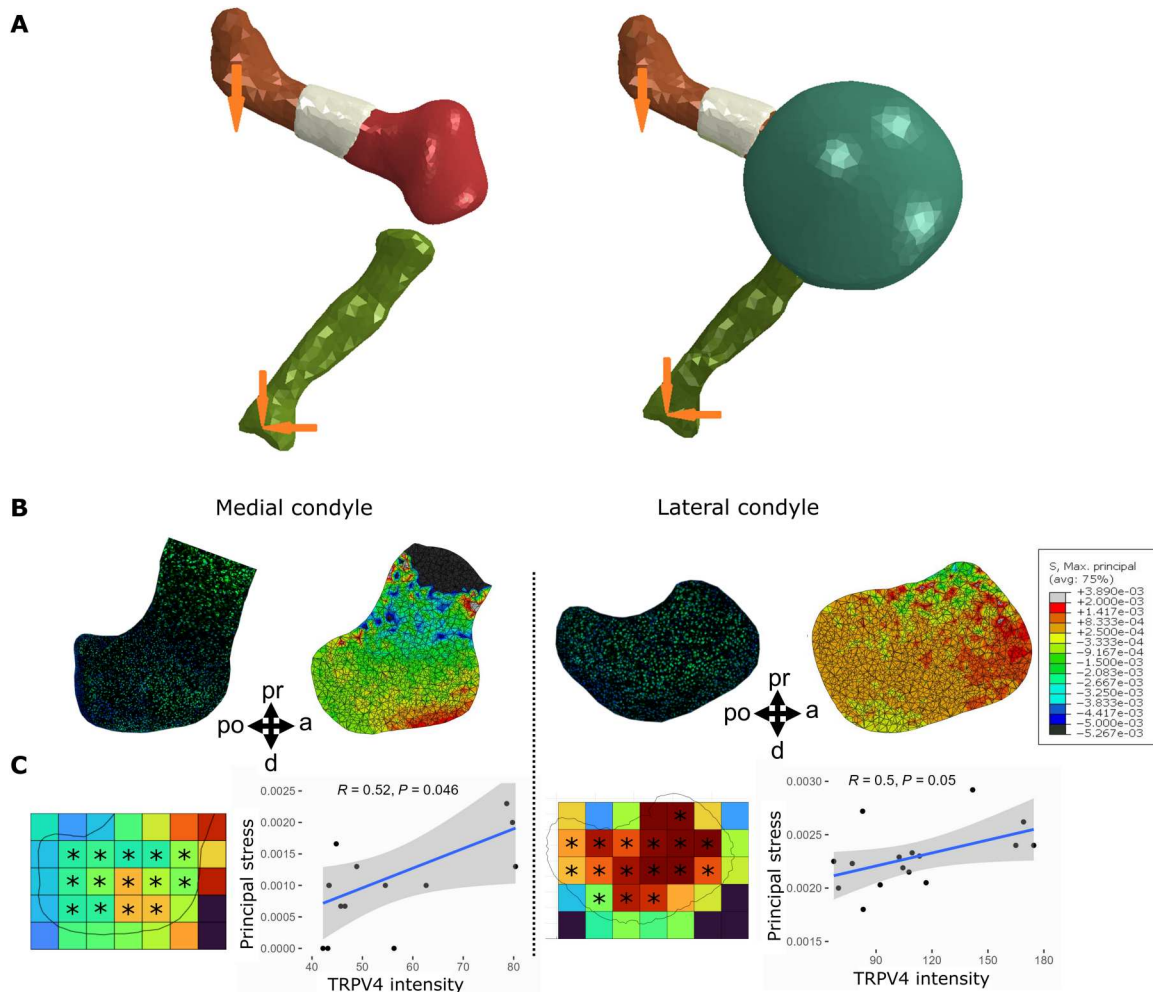 A
B
Medial condyle
Lateral condyle
S, Max. principal
(avg: 75%)
+3.890e-03
+2.000e-03
+1.417e-03
+8.333e-04
+2.500e-04
-3.333e-04
-9.167e-04
-1.500e-03
-2.083e-03
-2.667e-03
-3.250e-03
-3.833e-03
-4.417e-03
-5.000e-03
-5.267e-03
pr
po a
d
pr
po a
d
C
R = 0.52, P = 0.046
Principal stress
0.0025
0.0020
0.0015
0.0010
0.0005
0.0000
40 50 60 70 80
TRPV4 intensity
R = 0.5, P = 0.05
Principal stress
0.0030
0.0025
0.0020
0.0015
90 120 150 180
TRPV4 intensity